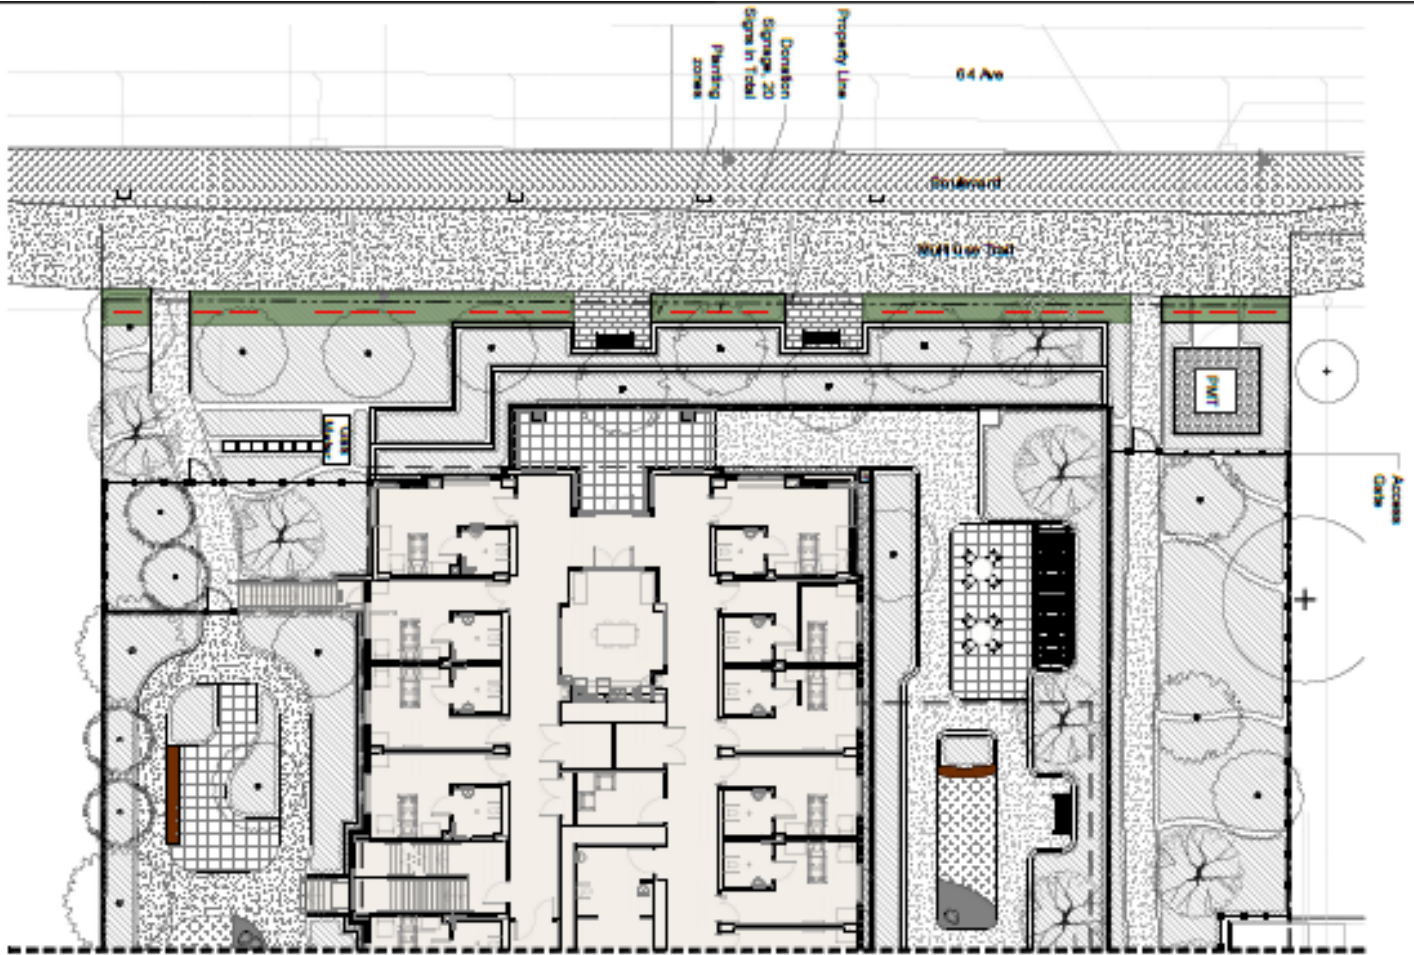 Property Line
Donation
Signage, 20
Signs in Total
Planting
zones
64 Ave
Boulevard
Multi Use Trail
PMT
Access
Gate